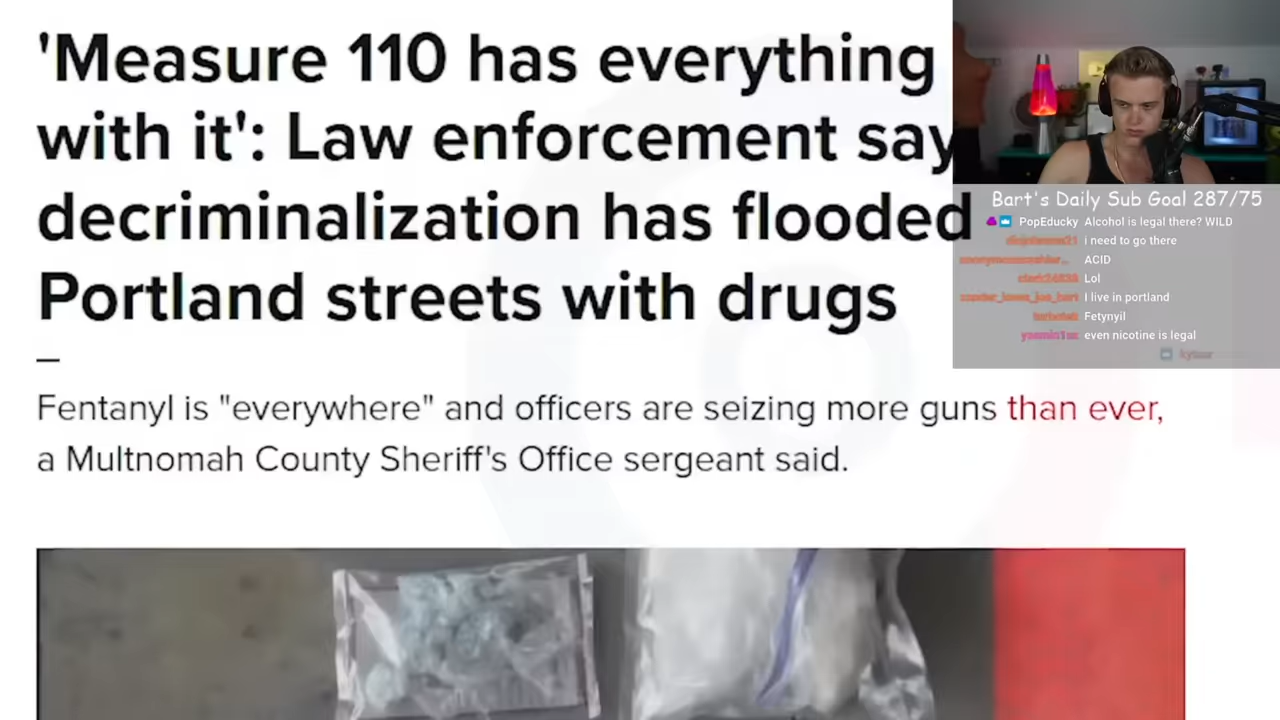 'Measure 110 has everything
with it': Law enforcement say
decriminalization has flooded
Portland streets with drugs
Fentanyl is "everywhere" and officers are seizing more guns than ever,
a Multnomah County Sheriff's Office sergeant said.
Bart's Daily Sub Goal 287/75
PopEducky Alcohol is legal there? WILD
i need to go there
ACID
Lol
I live in portland
Fetynyil
even nicotine is legal